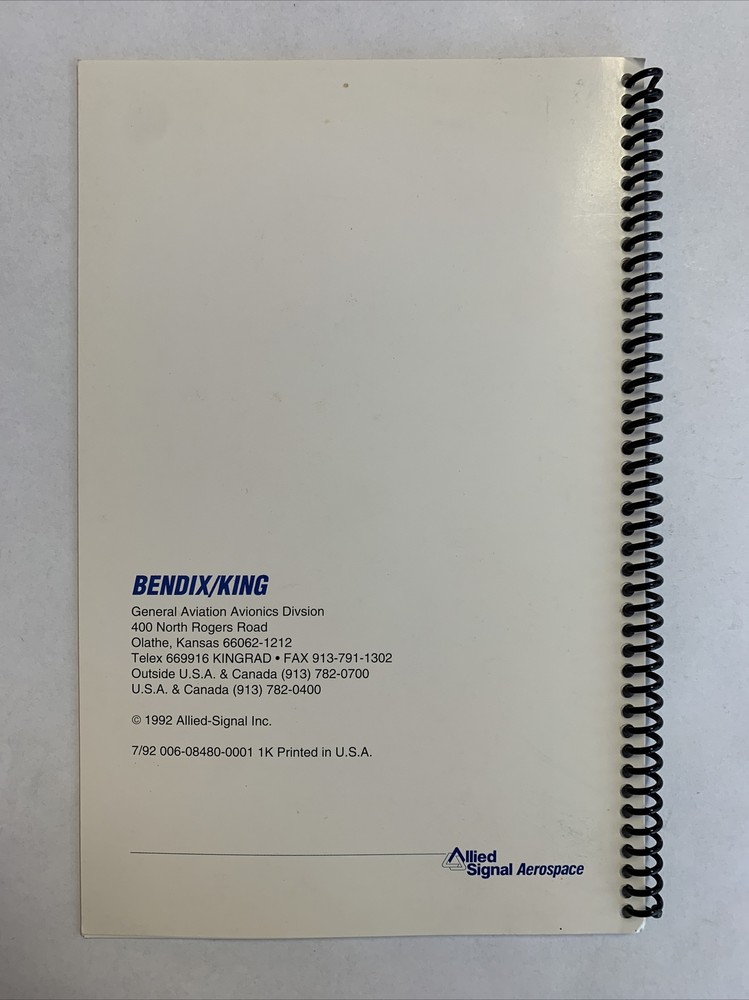 BENDIX/KING
General Aviation Avionics Divsion
400 North Rogers Road
Olathe, Kansas 66062-1212
Telex 669916 KINGRAD • FAX 913-791-1302
Outside U.S.A. & Canada (913) 782-0700
U.S.A. & Canada (913) 782-0400
© 1992 Allied-Signal Inc.
7/92 006-08480-0001 1K Printed in U.S.A.
Allied
Signal Aerospace